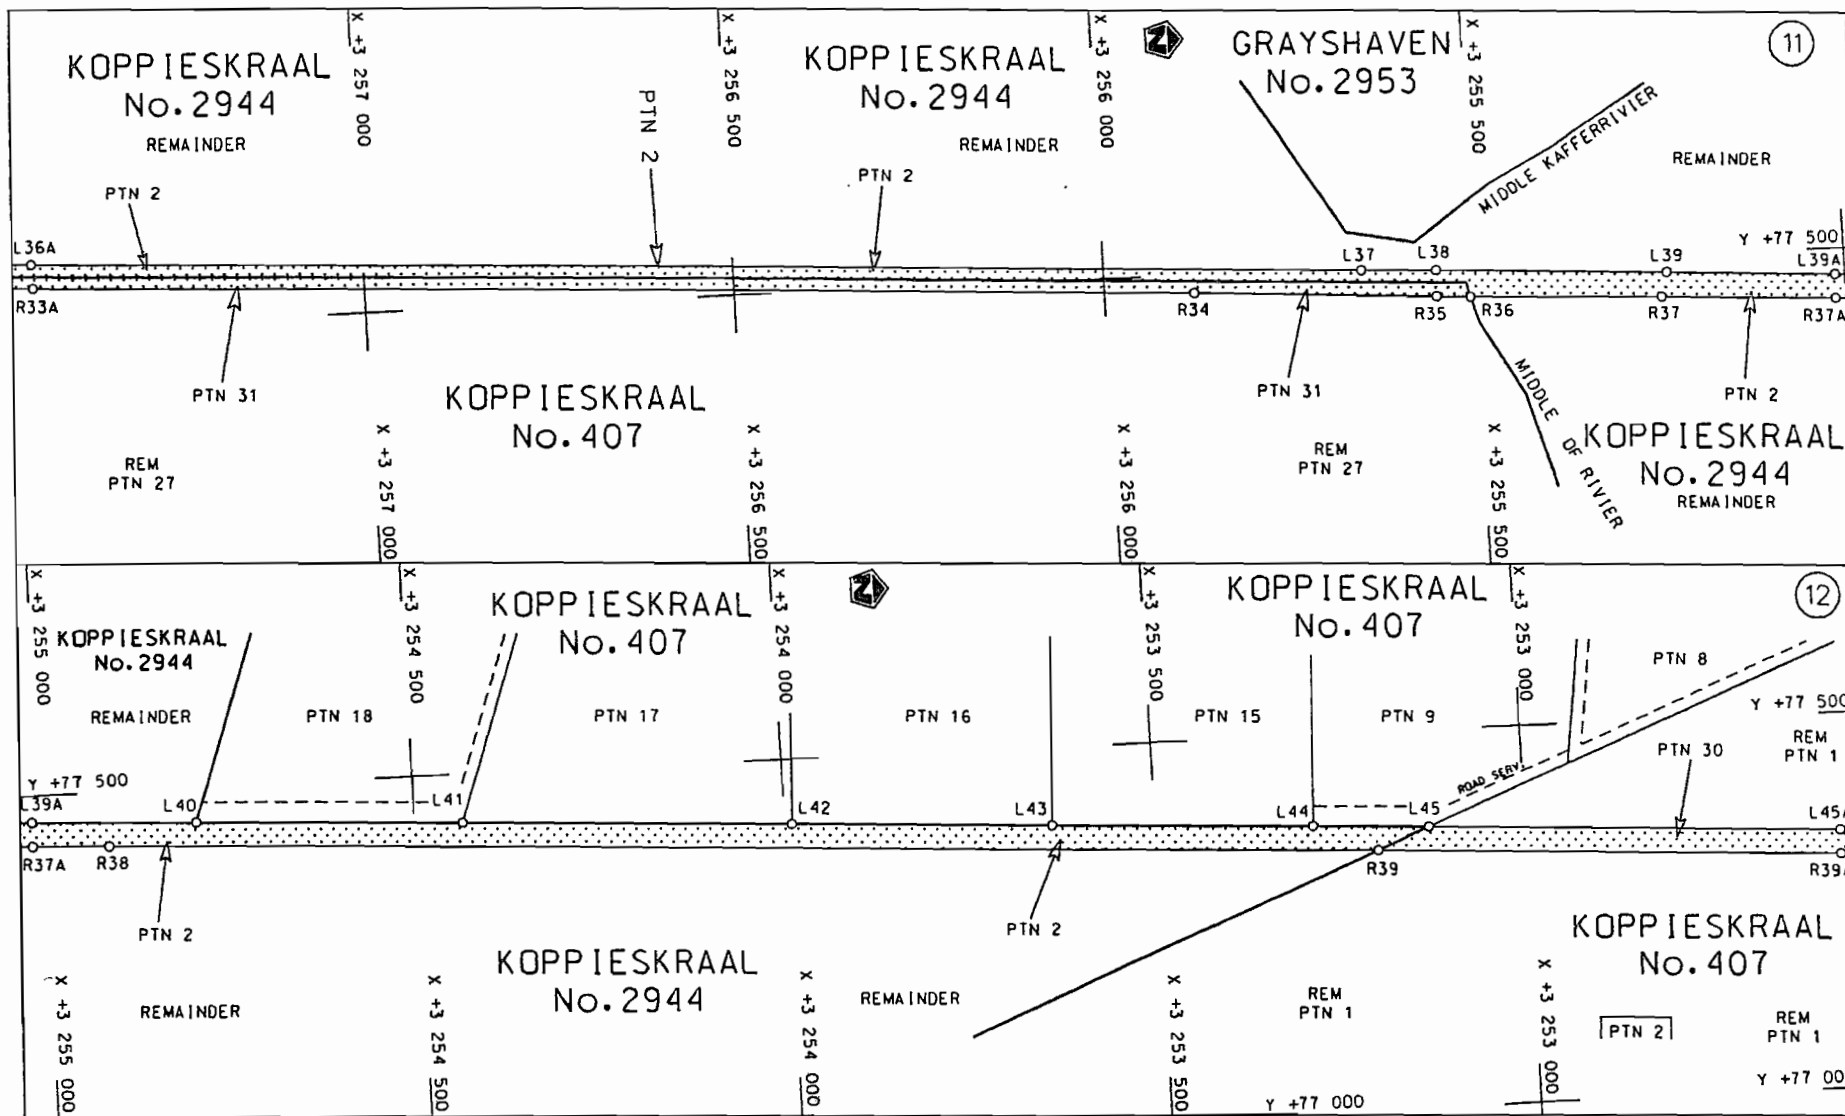 X +3 257 000
X +3 256 500
X +3 256 000
X +3 255 500
KOPPIESKRAAL
No.2944
REMAINDER
PTN 2
PTN 2
KOPPIESKRAAL
No.2944
REMAINDER
PTN 2
N
GRAYSHAVEN
No.2953
11
MIDDLE KAFFERRIVIER
REMAINDER
Y +77 500
L36A
L37
L38
L39
L39A
R33A
R34
R35
R36
R37
R37A
PTN 31
PTN 31
PTN 2
KOPPIESKRAAL
No.407
REM
PTN 27
REM
PTN 27
MIDDLE OF RIVIER
KOPPIESKRAAL
No.2944
REMAINDER
X +3 257 000
X +3 256 500
X +3 256 000
X +3 255 500
X +3 255 000
X +3 254 500
X +3 254 000
X +3 253 500
X +3 253 000
KOPPIESKRAAL
No.2944
REMAINDER
KOPPIESKRAAL
No.407
N
KOPPIESKRAAL
No.407
12
PTN 18
PTN 17
PTN 16
PTN 15
PTN 9
PTN 8
Y +77 500
REM
PTN 1
PTN 30
ROAD SERV.
Y +77 500
L39A
L40
L41
L42
L43
L44
L45
L45A
R37A
R38
R39
R39A
PTN 2
PTN 2
KOPPIESKRAAL
No.2944
REMAINDER
REMAINDER
REM
PTN 1
KOPPIESKRAAL
No.407
PTN 2
REM
PTN 1
X +3 255 000
X +3 254 500
X +3 254 000
X +3 253 500
X +3 253 000
Y +77 000
Y +77 00